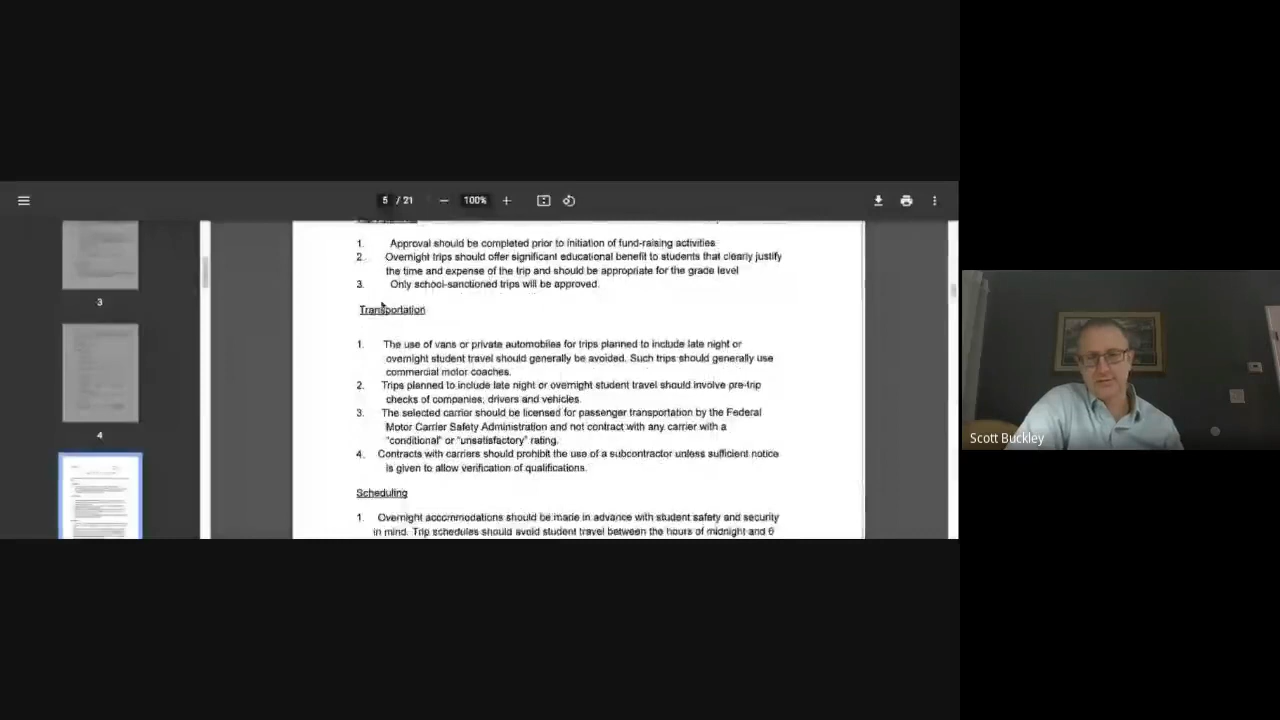 5 / 21
100%
1. Approval should be completed prior to initiation of fund-raising activities
2. Overnight trips should offer significant educational benefit to students that clearly justify
the time and expense of the trip and should be appropriate for the grade level
3. Only school-sanctioned trips will be approved.
3
Transportation
1. The use of vans or private automobiles for trips planned to include late night or
overnight student travel should generally be avoided. Such trips should generally use
commercial motor coaches.
2. Trips planned to include late night or overnight student travel should involve pre-trip
checks of companies, drivers and vehicles.
3. The selected carrier should be licensed for passenger transportation by the Federal
Motor Carrier Safety Administration and not contract with any carrier with a
"conditional" or "unsatisfactory" rating.
4
4. Contracts with carriers should prohibit the use of a subcontractor unless sufficient notice
is given to allow verification of qualifications.
Scheduling
1. Overnight accommodations should be made in advance with student safety and security
in mind. Trip schedules should avoid student travel between the hours of midnight and 6
Scott Buckley